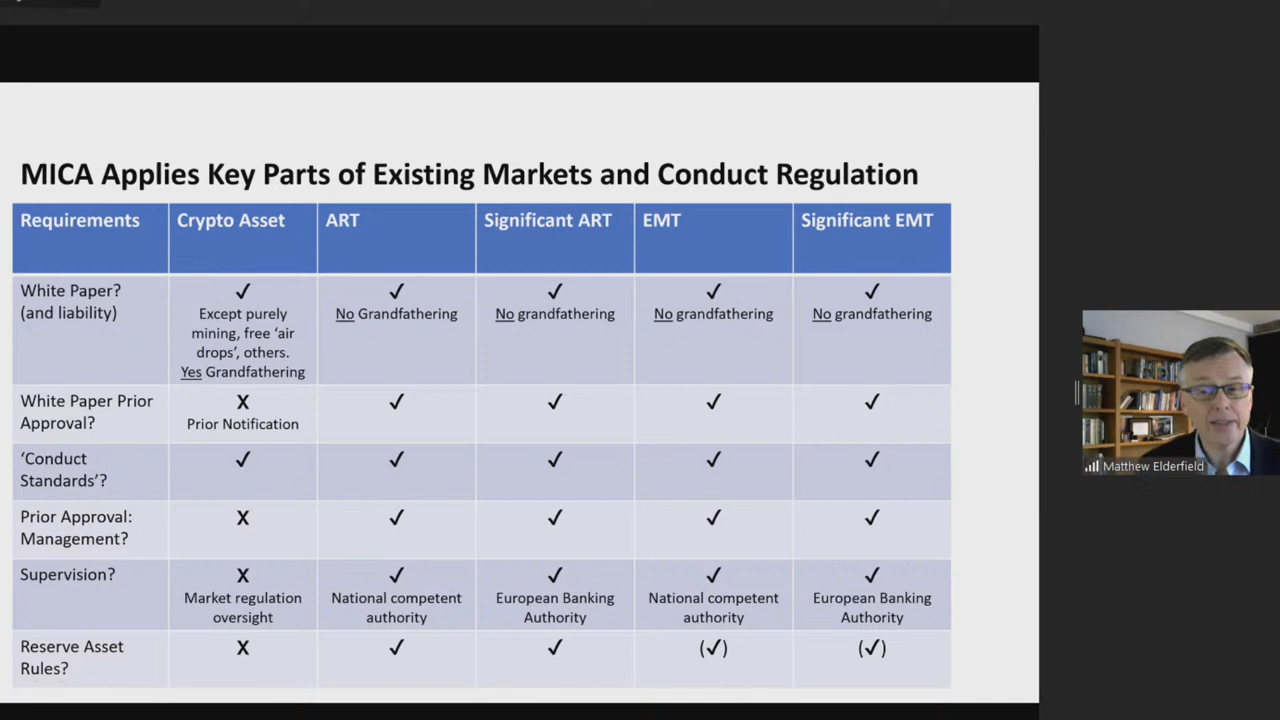 MICA Applies Key Parts of Existing Markets and Conduct Regulation
Requirements
Crypto Asset
ART
Significant ART
EMT
Significant EMT
White Paper?
(and liability)
✓
Except purely
mining, free ‘air
drops’, others.
Yes Grandfathering
✓
No Grandfathering
✓
No grandfathering
✓
No grandfathering
✓
No grandfathering
White Paper Prior
Approval?
X
Prior Notification
✓
✓
✓
✓
‘Conduct
Standards’?
✓
✓
✓
✓
✓
Prior Approval:
Management?
X
✓
✓
✓
✓
Supervision?
X
Market regulation
oversight
✓
National competent
authority
✓
European Banking
Authority
✓
National competent
authority
✓
European Banking
Authority
Reserve Asset
Rules?
X
✓
✓
(✓)
(✓)
Matthew Elderfield